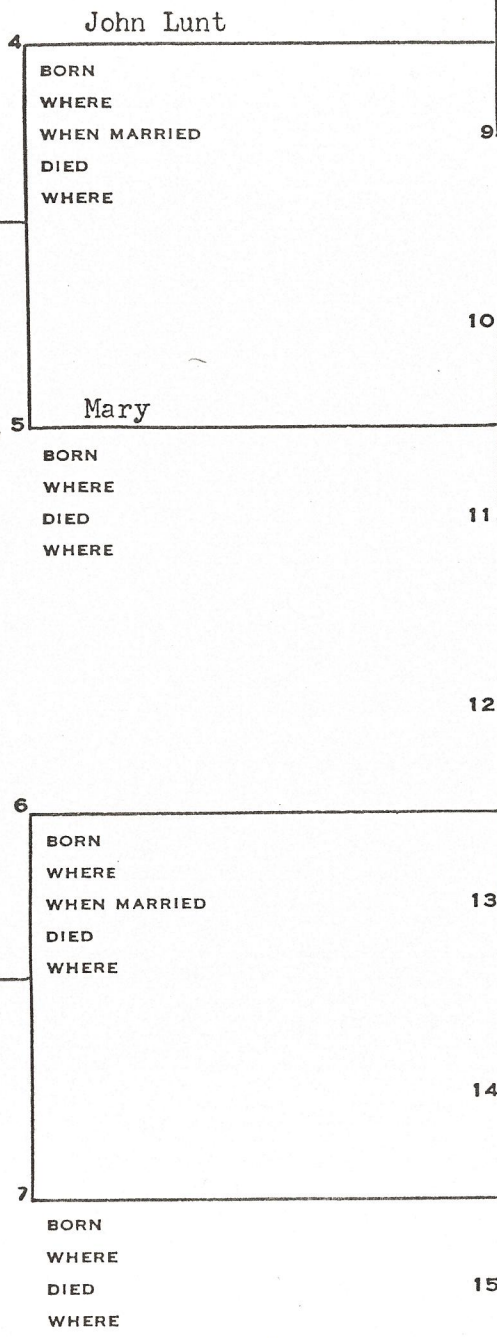 John Lunt
4
BORN
WHERE
WHEN MARRIED
9
DIED
WHERE
10
Mary
5
BORN
WHERE
DIED
11
WHERE
12
6
BORN
WHERE
WHEN MARRIED
13
DIED
WHERE
14
7
BORN
WHERE
DIED
15
WHERE